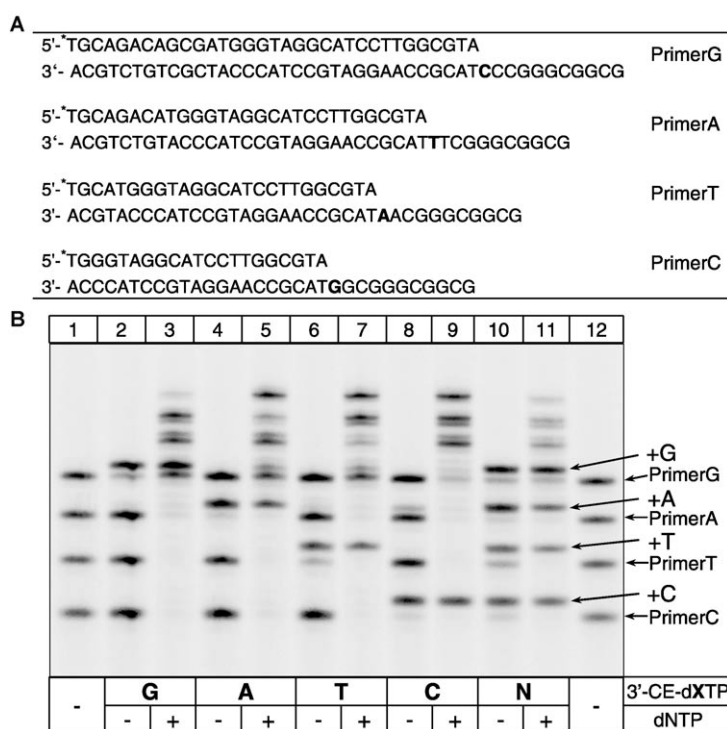 A
5'-*TGCAGACAGCGATGGGTAGGCATCCTTGGCGTA
3'- ACGTCTGTCGCTACCCATCCGTAGGAACCGCATCCCGGGCGGCG
PrimerG
5'-*TGCAGACATGGGTAGGCATCCTTGGCGTA
3'- ACGTCTGTACCCATCCGTAGGAACCGCATTTCGGGCGGCG
PrimerA
5'-*TGCATGGGTAGGCATCCTTGGCGTA
3'- ACGTACCCATCCGTAGGAACCGCATAACGGGCGGCG
PrimerT
5'-*TGGGTAGGCATCCTTGGCGTA
3'- ACCCATCCGTAGGAACCGCATGGCGGGCGGCG
PrimerC
B
1 2 3 4 5 6 7 8 9 10 11 12
+G
PrimerG
+A
PrimerA
+T
PrimerT
+C
PrimerC
- G A T C N - 3'-CE-dXTP
- + - + - + - + - + dNTP